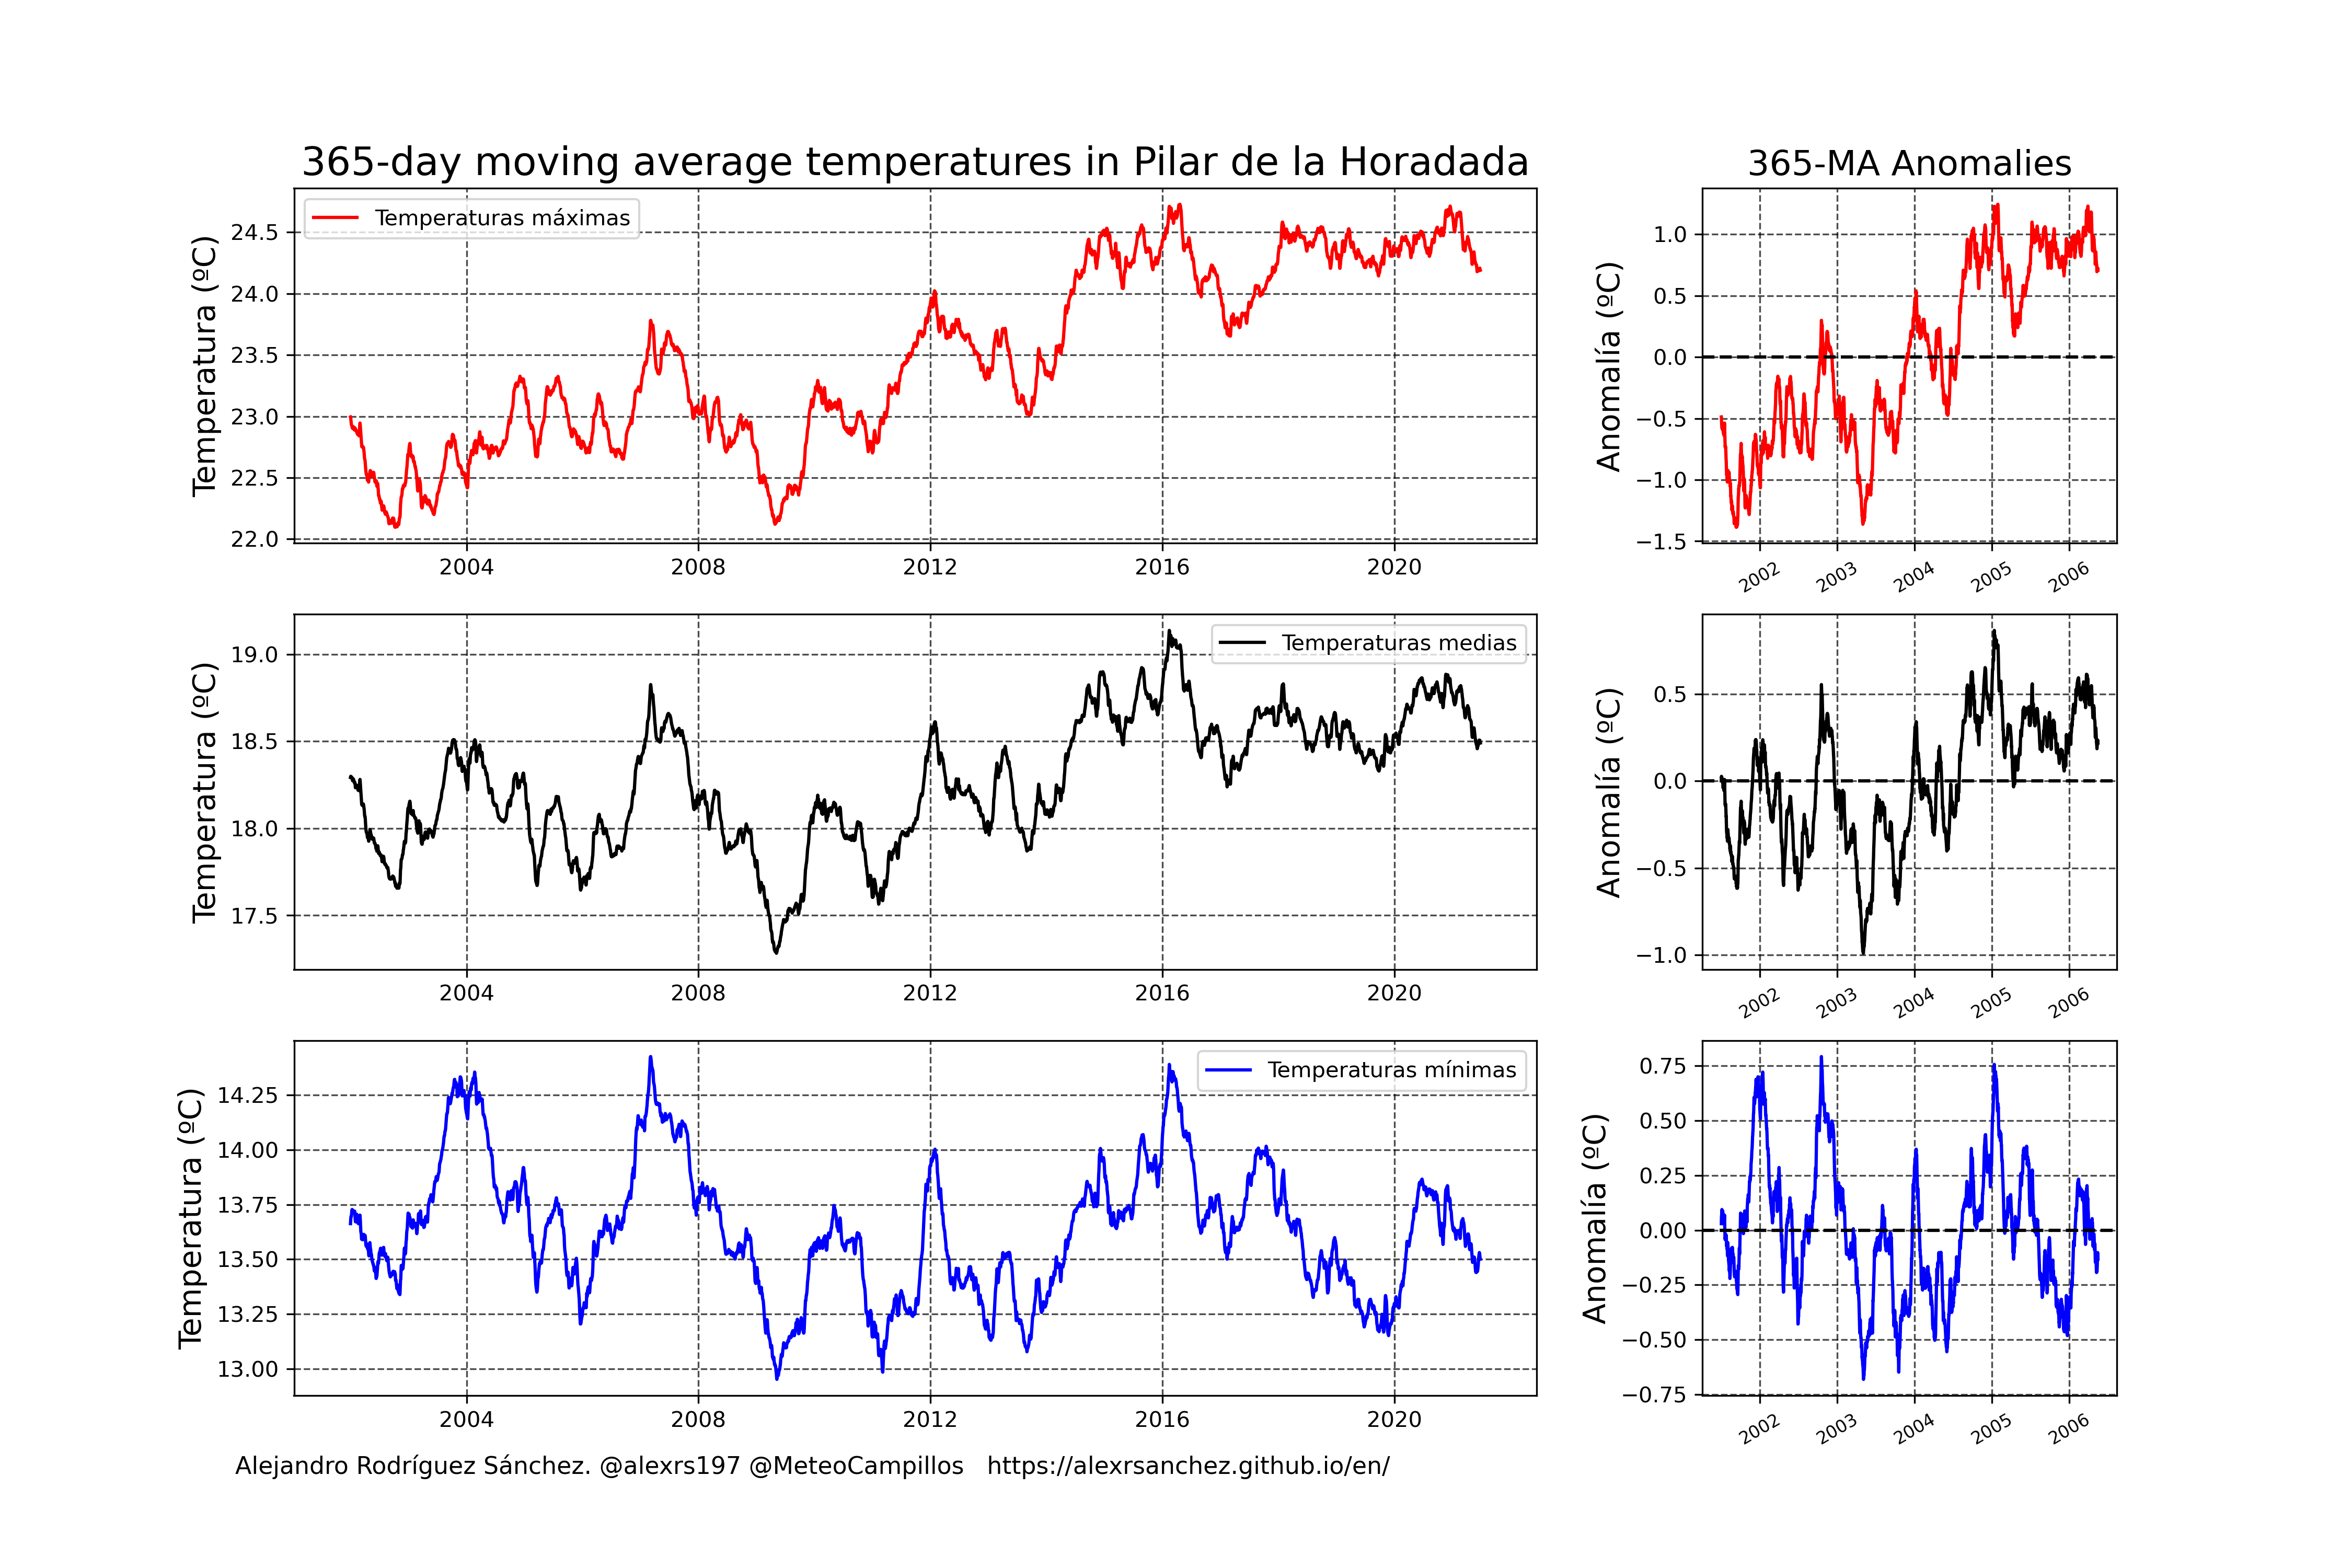 365-day moving average temperatures in Pilar de la Horadada
365-MA Anomalies
Temperatura (ºC)
24.5
24.0
23.5
23.0
22.5
22.0
Temperaturas máximas
2004 2008 2012 2016 2020
Anomalía (ºC)
1.0
0.5
0.0
−0.5
−1.0
−1.5
2002 2003 2004 2005 2006
Temperatura (ºC)
19.0
18.5
18.0
17.5
Temperaturas medias
2004 2008 2012 2016 2020
Anomalía (ºC)
0.5
0.0
−0.5
−1.0
2002 2003 2004 2005 2006
Temperatura (ºC)
14.25
14.00
13.75
13.50
13.25
13.00
Temperaturas mínimas
2004 2008 2012 2016 2020
Anomalía (ºC)
0.75
0.50
0.25
0.00
−0.25
−0.50
−0.75
2002 2003 2004 2005 2006
Alejandro Rodríguez Sánchez. @alexrs197 @MeteoCampillos https://alexrsanchez.github.io/en/